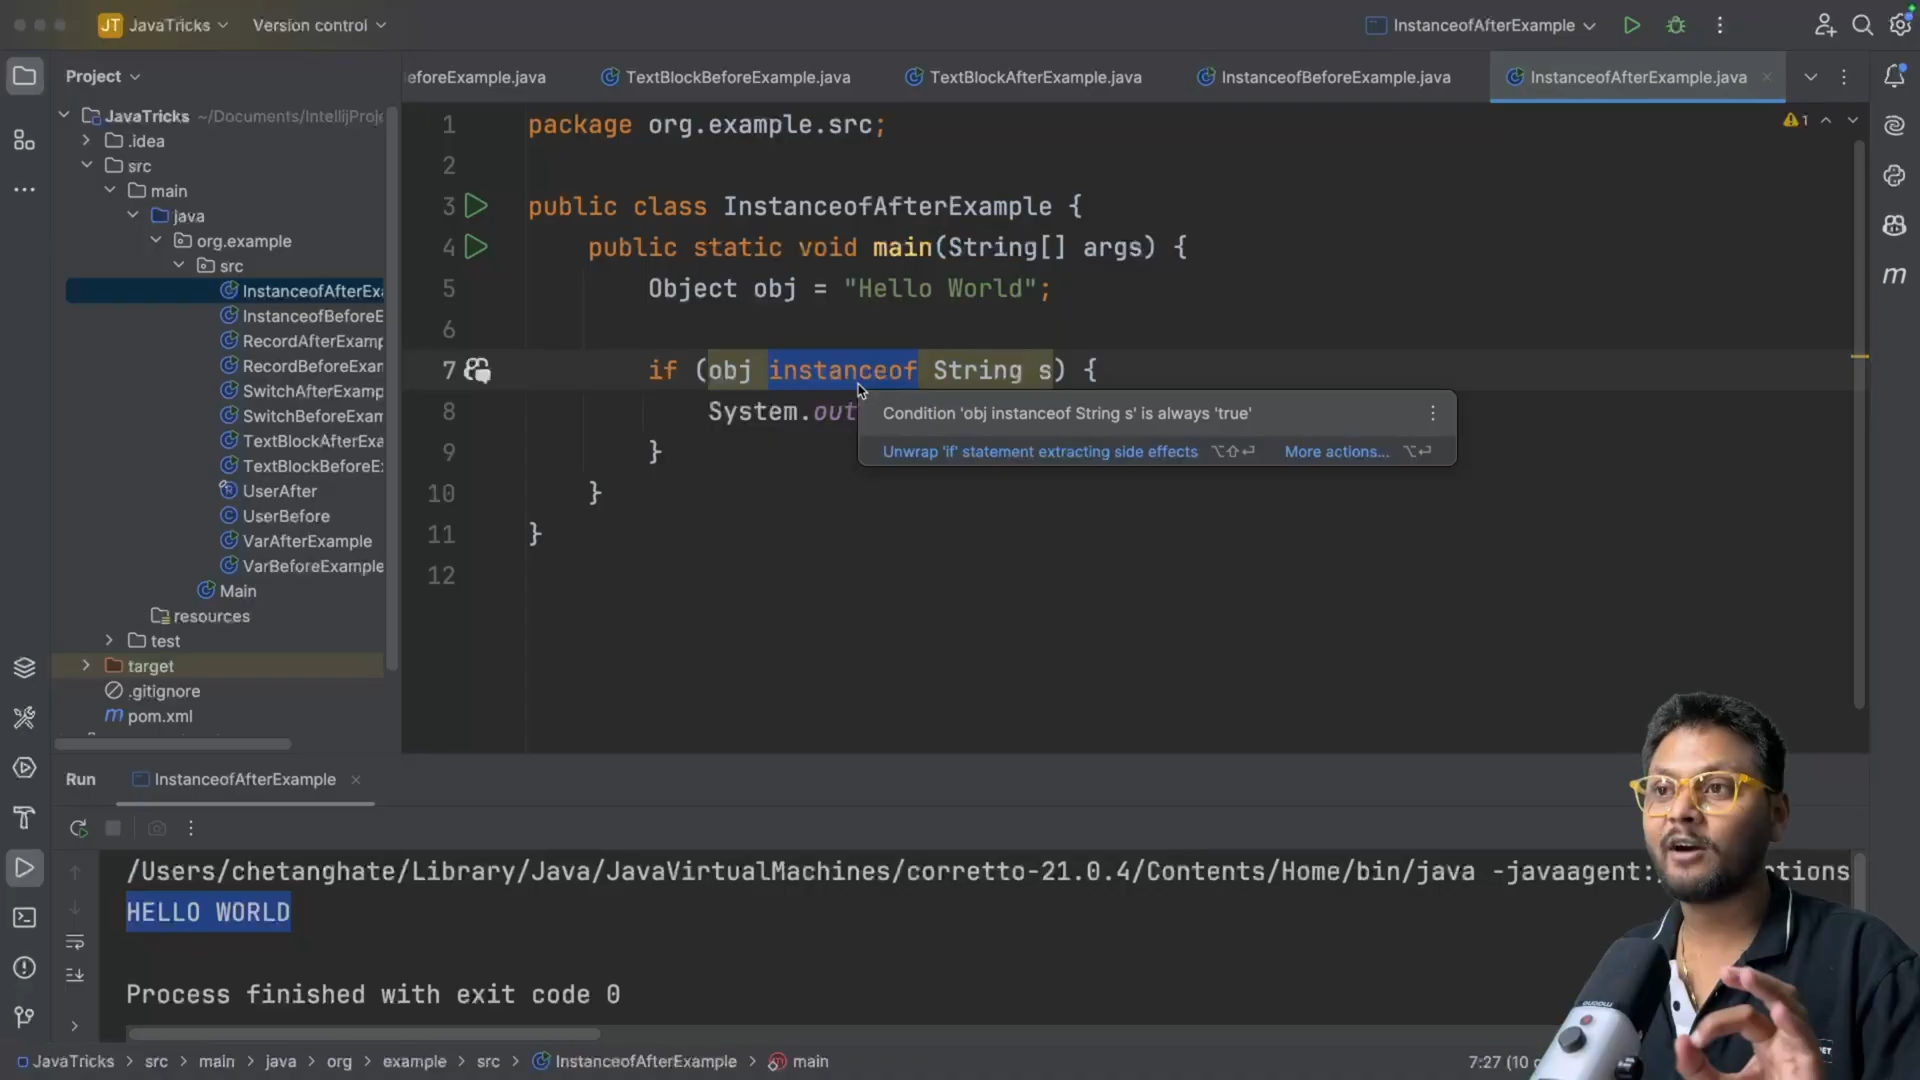 JT JavaTricks Version control InstanceofAfterExample
Project
eforeExample.java TextBlockBeforeExample.java TextBlockAfterExample.java InstanceofBeforeExample.java InstanceofAfterExample.java
JavaTricks ~/Documents/IntellijProj
.idea
src
main
java
org.example
src
InstanceofAfterExa
InstanceofBeforeE
RecordAfterExamp
RecordBeforeExan
SwitchAfterExamp
SwitchBeforeExam
TextBlockAfterExa
TextBlockBeforeE:
UserAfter
UserBefore
VarAfterExample
VarBeforeExample
Main
resources
test
target
.gitignore
pom.xml
1 package org.example.src;
2
3 public class InstanceofAfterExample {
4 public static void main(String[] args) {
5 Object obj = "Hello World";
6
7 if (obj instanceof String s) {
8 System.out
9 }
10 }
11 }
12
1
Condition 'obj instanceof String s' is always 'true'
Unwrap 'if' statement extracting side effects ⌥⇧⏎ More actions... ⌥⏎
m
Run InstanceofAfterExample
/Users/chetanghate/Library/Java/JavaVirtualMachines/corretto-21.0.4/Contents/Home/bin/java -javaagent:/ ctions
HELLO WORLD
Process finished with exit code 0
JavaTricks > src > main > java > org > example > src > InstanceofAfterExample > main
7:27 (10